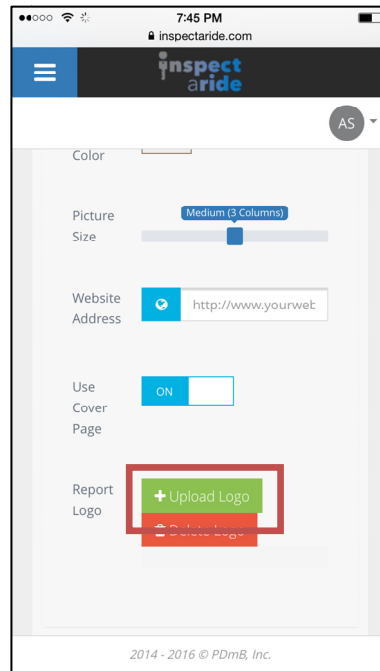 7:45 PM
inspectaride.com
inspect
aride
AS
Color
Medium (3 Columns)
Picture
Size
Website
Address
http://www.yourweb
Use
Cover
Page
ON
Report
Logo
+ Upload Logo
Delete Logo
2014 - 2016 © PDmB, Inc.